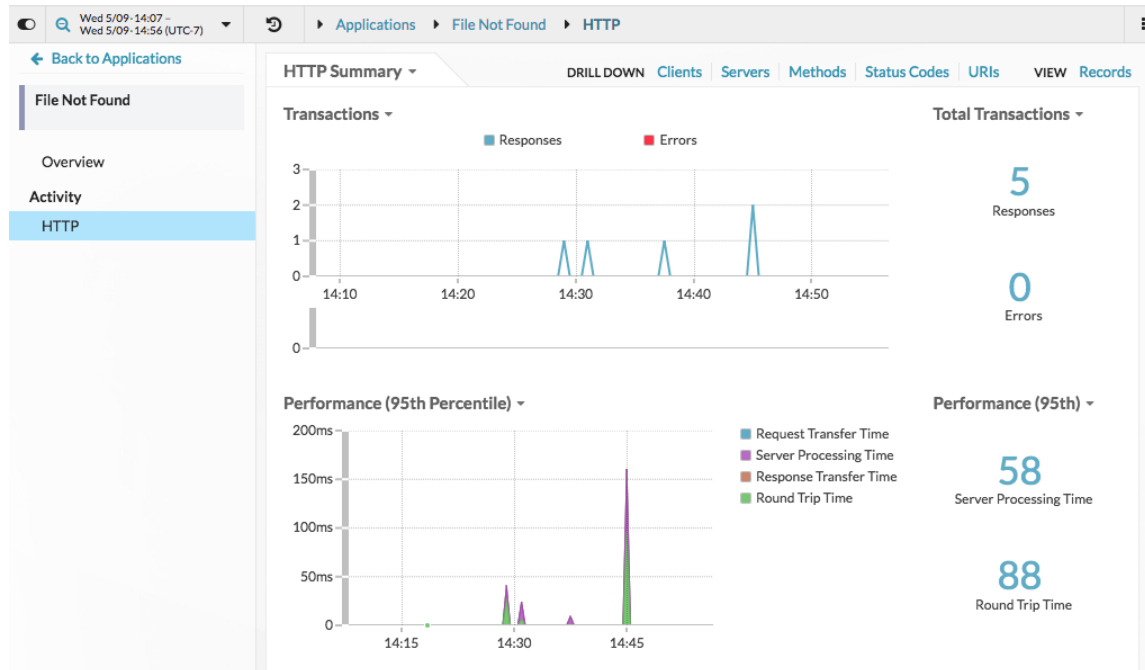 Wed 5/09-14:07 –
Wed 5/09-14:56 (UTC-7)
Applications
File Not Found
HTTP
Back to Applications
File Not Found
Overview
Activity
HTTP
HTTP Summary
DRILL DOWN Clients Servers Methods Status Codes URIs VIEW Records
Transactions
Responses Errors
3
2
1
0
14:10 14:20 14:30 14:40 14:50
0
Total Transactions
5
Responses
0
Errors
Performance (95th Percentile)
200ms
150ms
100ms
50ms
0
14:15 14:30 14:45
Request Transfer Time
Server Processing Time
Response Transfer Time
Round Trip Time
Performance (95th)
58
Server Processing Time
88
Round Trip Time